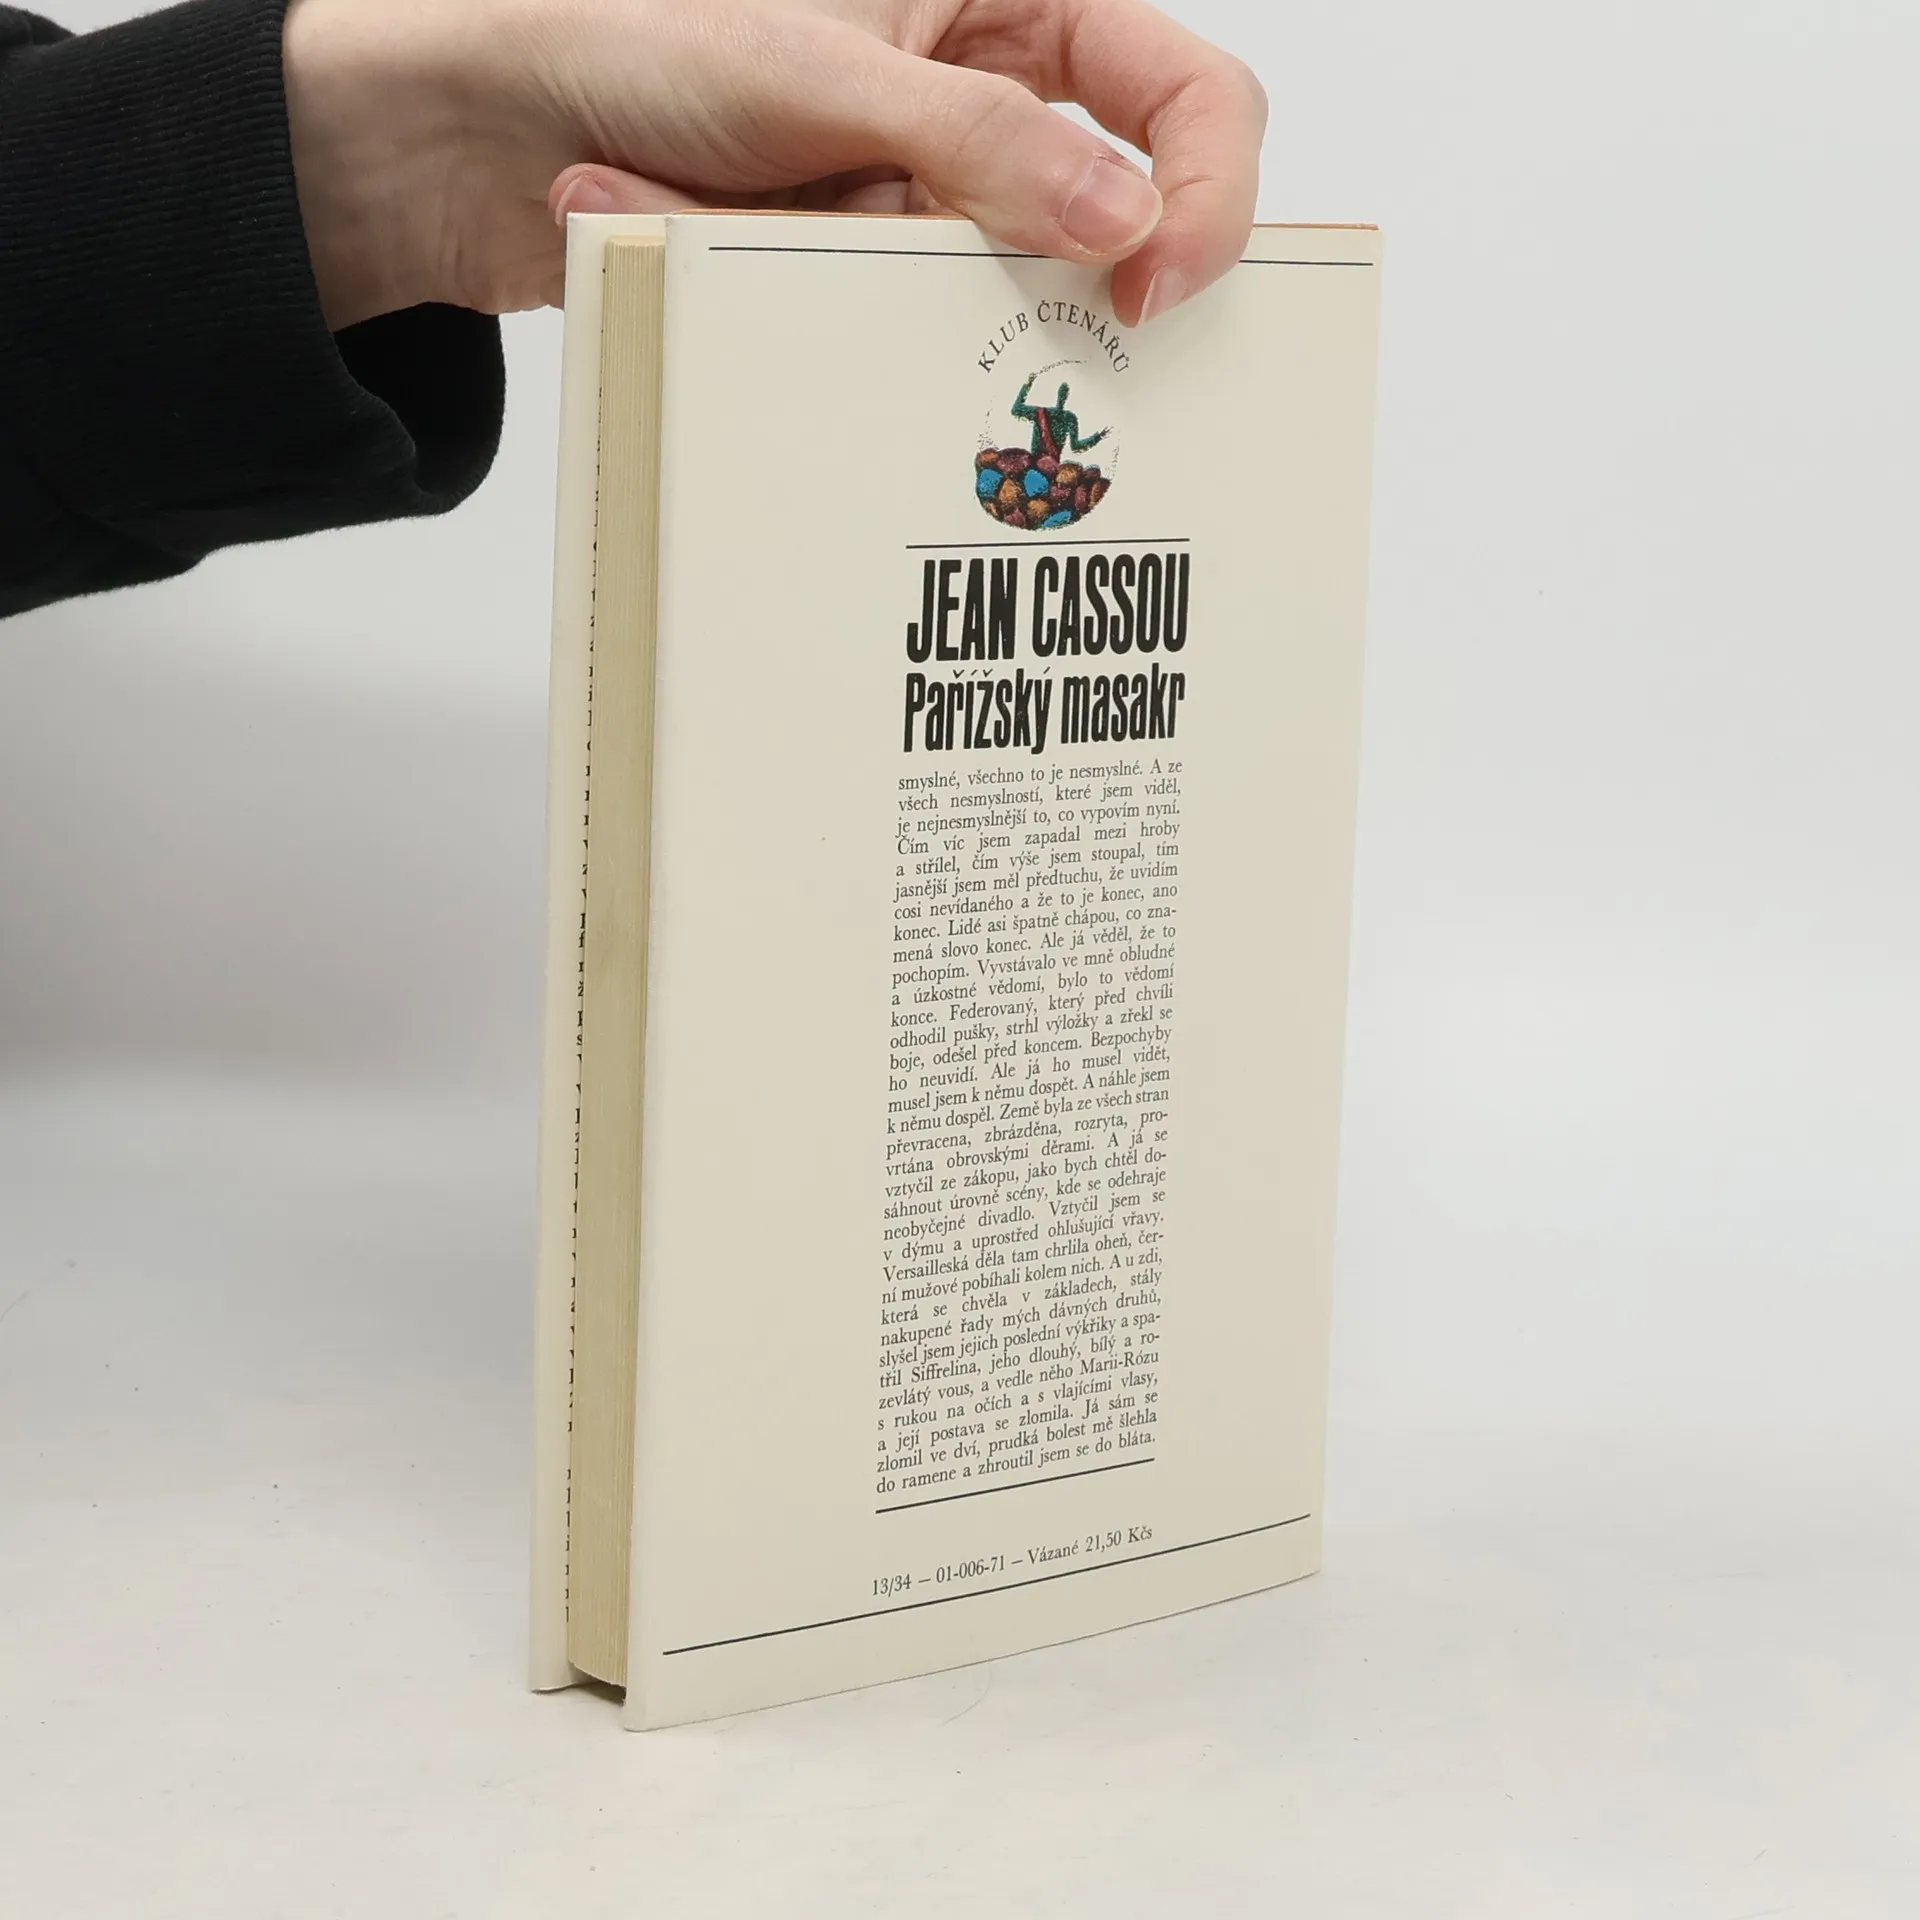 KLUB ČTENÁŘŮ
JEAN CASSOU
Pařížský masakr
smyslné, všechno to je nesmyslné. A ze
všech nesmyslností, které jsem viděl,
je nejnesmyslnější to, co vypovím nyní.
Čím víc jsem zapadal mezi hroby
a střílel, čím výše jsem stoupal, tím
jasnější jsem měl předtuchu, že uvidím
cosi nevídaného a že to je konec, ano
konec. Lidé asi špatně chápou, co zna-
mená slovo konec. Ale já věděl, že to
pochopím. Vyvstávalo ve mně obludné
a úzkostné vědomí, bylo to vědomí
konce. Federovaný, který před chvíli
odhodil pušky, strhl výložky a zřekl se
boje, odešel před koncem. Bezpochyby
ho neuvidí. Ale já ho musel vidět,
musel jsem k němu dospět. A náhle jsem
k němu dospěl. Země byla ze všech stran
převracena, zbrázděna, rozryta, pro-
vrtána obrovskými děrami. A já se
vztyčil ze zákopu, jako bych chtěl do-
sáhnout úrovně scény, kde se odehraje
neobyčejné divadlo. Vztyčil jsem se
v dýmu a uprostřed ohlušující vřavy.
Versailleská děla tam chrlila oheň, čer-
ní mužové pobíhali kolem nich. A u zdi,
která se chvěla v základech, stály
nakupené řady mých dávných druhů,
slyšel jsem jejich poslední výkřiky a spa-
třil Siffrelina, jeho dlouhý, bílý a ro-
zevlátý vous, a vedle něho Marii-Rózu
s rukou na očích a s vlajícími vlasy,
a její postava se zlomila. Já sám se
zlomil ve dví, prudká bolest mě šlehla
do ramene a zhroutil jsem se do bláta.
13/34 – 01-006-71 – Vázané 21,50 Kčs